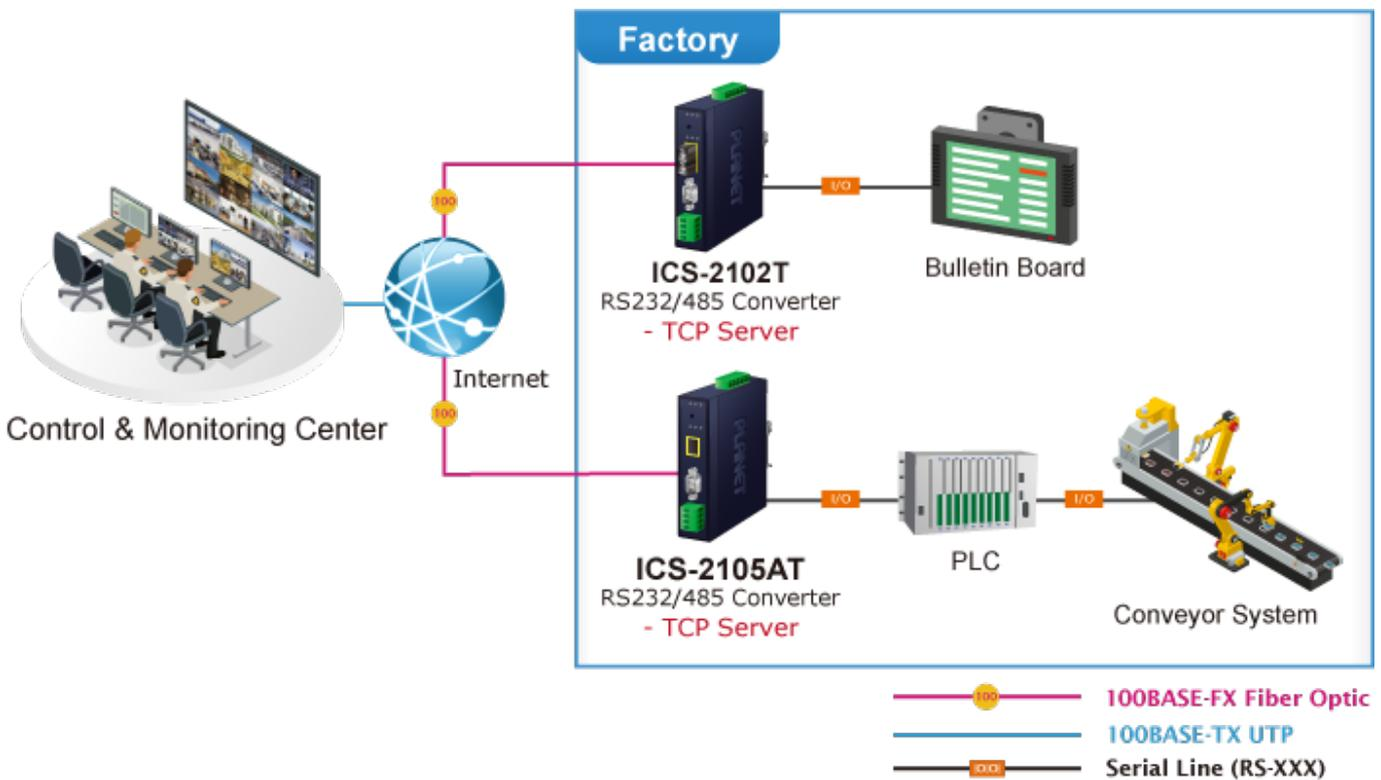 Factory
PLANET
100
I/O
ICS-2102T
RS232/485 Converter
- TCP Server
Bulletin Board
Internet
Control & Monitoring Center
100
PLANET
I/O
I/O
ICS-2105AT
RS232/485 Converter
- TCP Server
PLC
Conveyor System
100
100BASE-FX Fiber Optic
100BASE-TX UTP
Serial Line (RS-XXX)